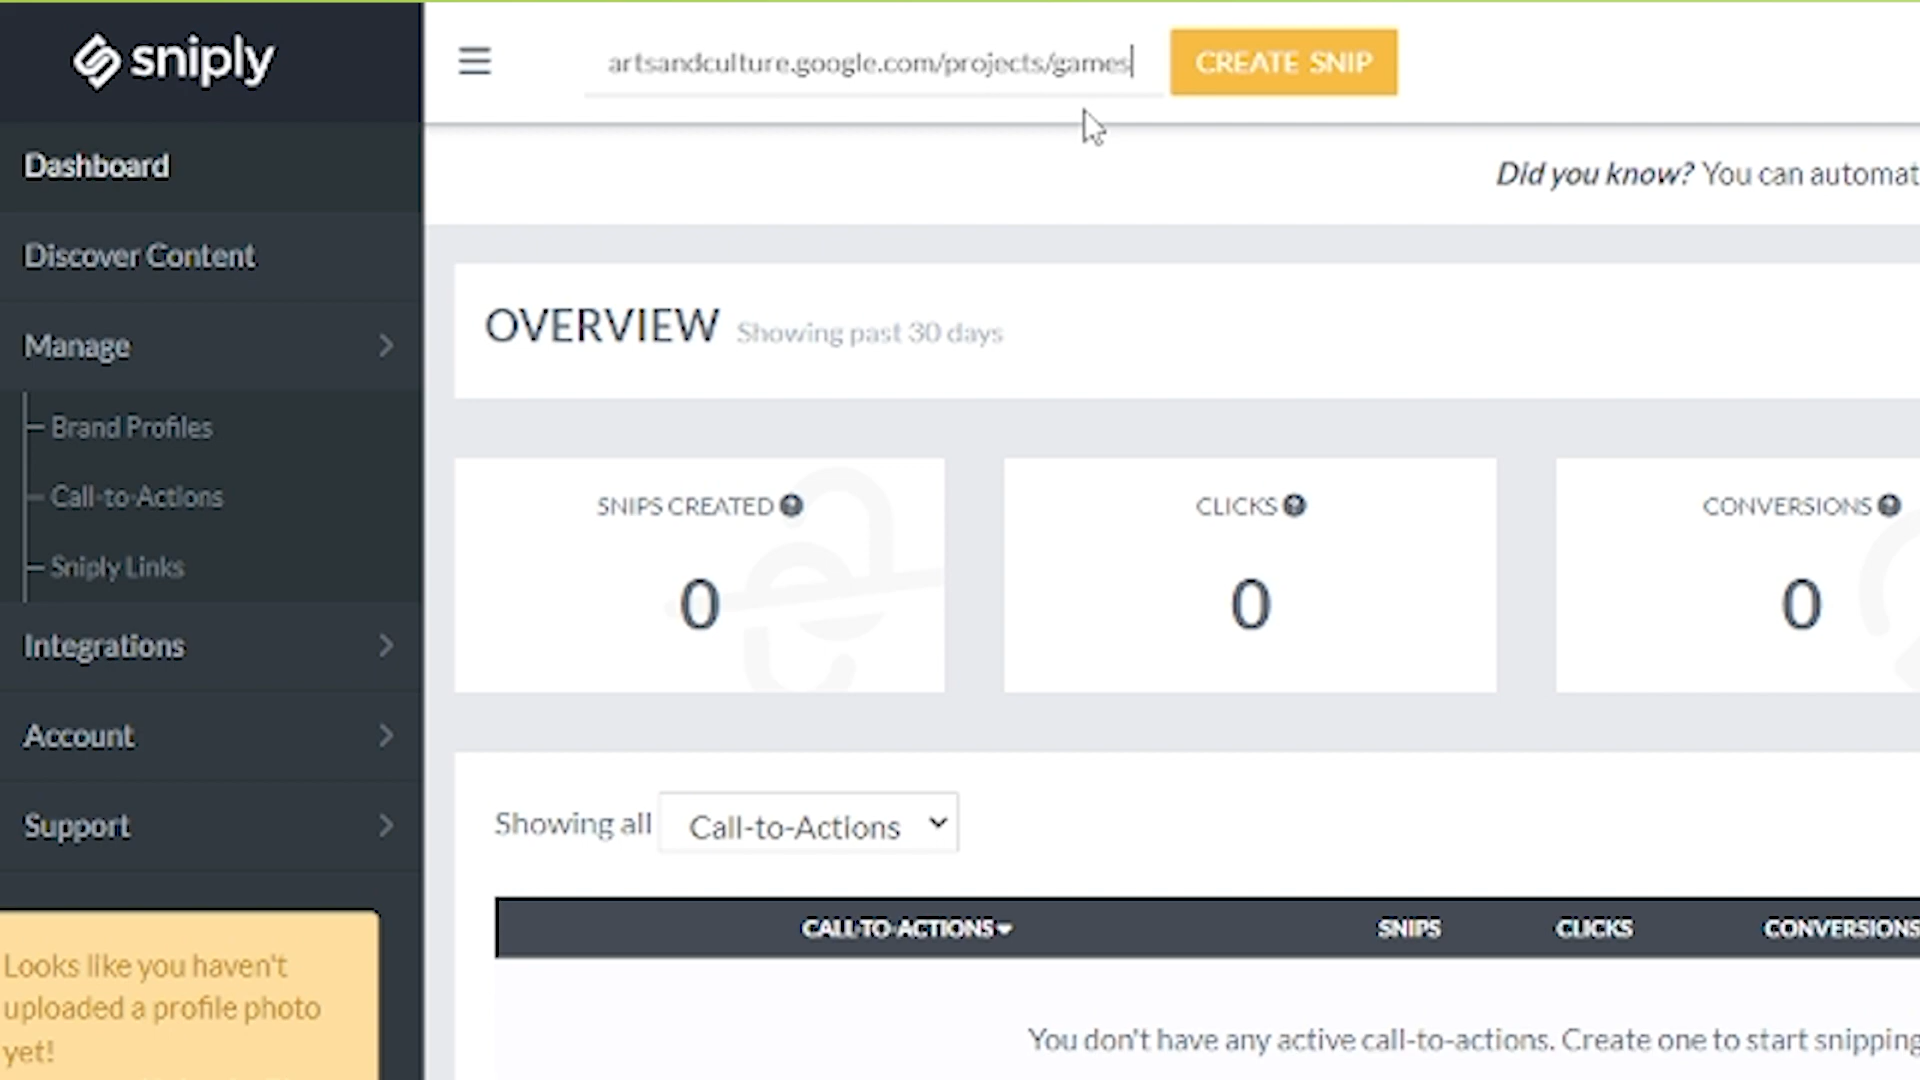 sniply
artsandculture.google.com/projects/games
CREATE SNIP
Dashboard
Did you know? You can automat
Discover Content
OVERVIEW Showing past 30 days
Manage
Brand Profiles
Call-to-Actions
Sniply Links
SNIPS CREATED ?
CLICKS ?
CONVERSIONS ?
0
0
0
Integrations
Account
Support
Showing all Call-to-Actions
CALL-TO-ACTIONS SNIPS CLICKS CONVERSIONS
Looks like you haven't
uploaded a profile photo
yet!
You don't have any active call-to-actions. Create one to start snipping